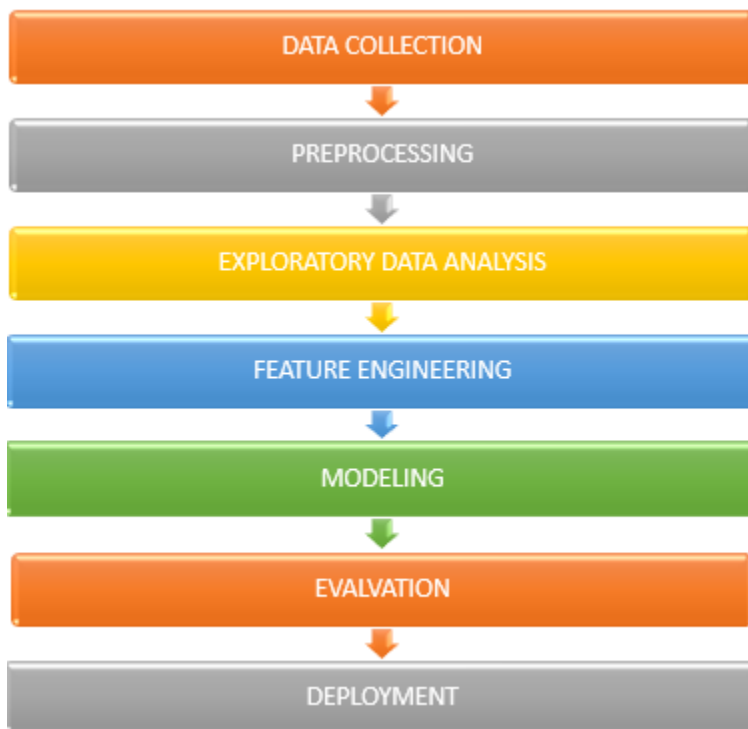 DATA COLLECTION
PREPROCESSING
EXPLORATORY DATA ANALYSIS
FEATURE ENGINEERING
MODELING
EVALVATION
DEPLOYMENT